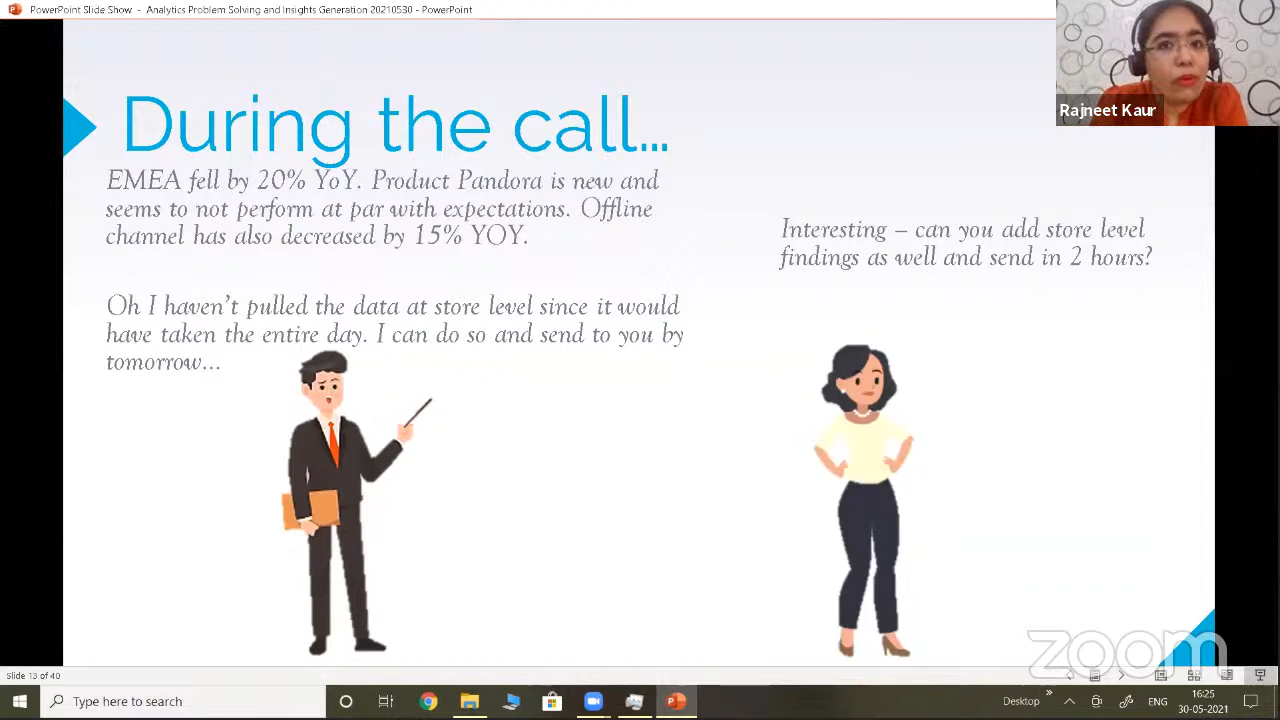 PowerPoint Slide Show - Analytics Problem Solving and Insights Generation 20210530 - PowerPoint
Rajneet Kaur
During the call...
EMEA fell by 20% YoY. Product Pandora is new and
seems to not perform at par with expectations. Offline
channel has also decreased by 15% YOY.
Interesting – can you add store level
findings as well and send in 2 hours?
Oh I haven't pulled the data at store level since it would
have taken the entire day. I can do so and send to you by
tomorrow...
zoom
Slide 13 of 40
Type here to search
Desktop
ENG
16:25
30-05-2021